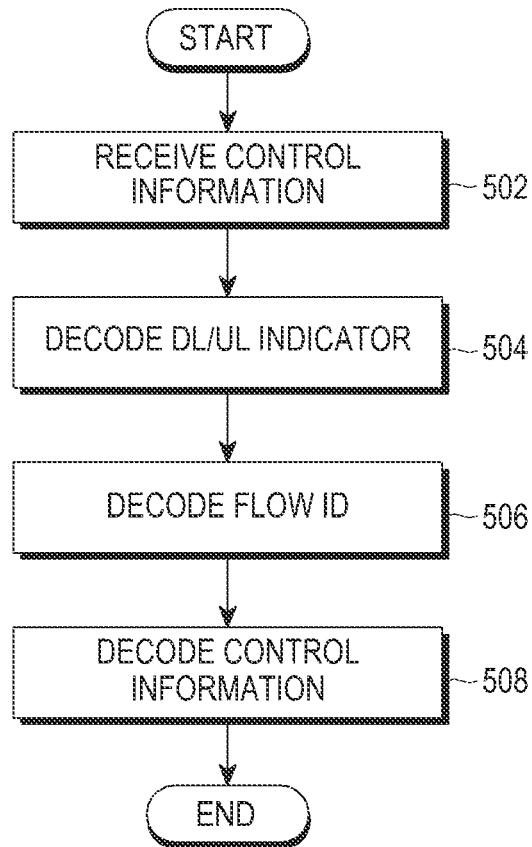 START
RECEIVE CONTROL
INFORMATION
502
DECODE DL/UL INDICATOR
504
DECODE FLOW ID
506
DECODE CONTROL
INFORMATION
508
END